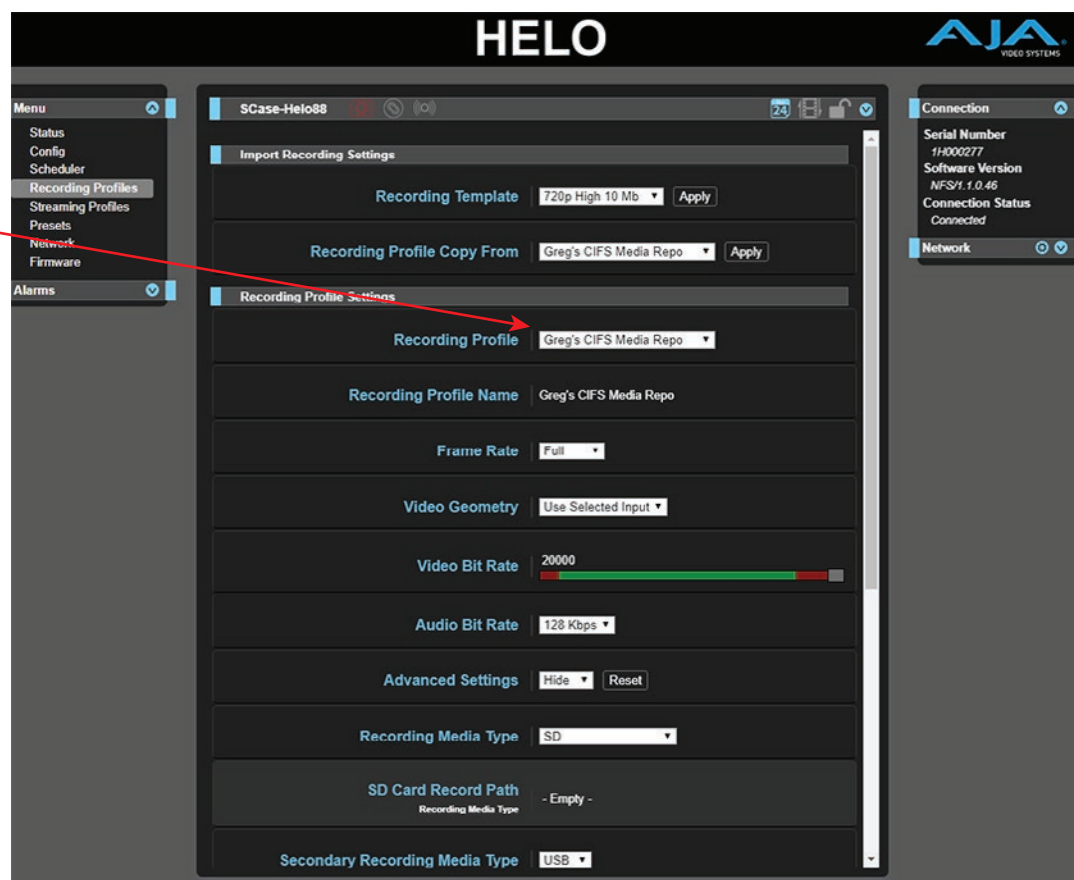 HELO
AJA
VIDEO SYSTEMS
Menu
Status
Config
Scheduler
Recording Profiles
Streaming Profiles
Presets
Network
Firmware
Alarms
SCase-Helo88
24
Import Recording Settings
Recording Template 720p High 10 Mb Apply
Recording Profile Copy From Greg's CIFS Media Repo Apply
Recording Profile Settings
Recording Profile Greg's CIFS Media Repo
Recording Profile Name Greg's CIFS Media Repo
Frame Rate Full
Video Geometry Use Selected Input
Video Bit Rate 20000
Audio Bit Rate 128 Kbps
Advanced Settings Hide Reset
Recording Media Type SD
SD Card Record Path - Empty -
Recording Media Type
Secondary Recording Media Type USB
Connection
Serial Number
1H000277
Software Version
NFS/1.1.0.46
Connection Status
Connected
Network